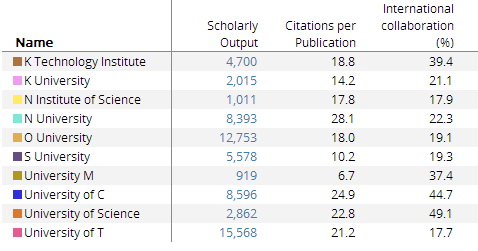 Name Scholarly Output Citations per Publication International collaboration (%)
K Technology Institute 4,700 18.8 39.4
K University 2,015 14.2 21.1
N Institute of Science 1,011 17.8 17.9
N University 8,393 28.1 22.3
O University 12,753 18.0 19.1
S University 5,578 10.2 19.3
University M 919 6.7 37.4
University of C 8,596 24.9 44.7
University of Science 2,862 22.8 49.1
University of T 15,568 21.2 17.7